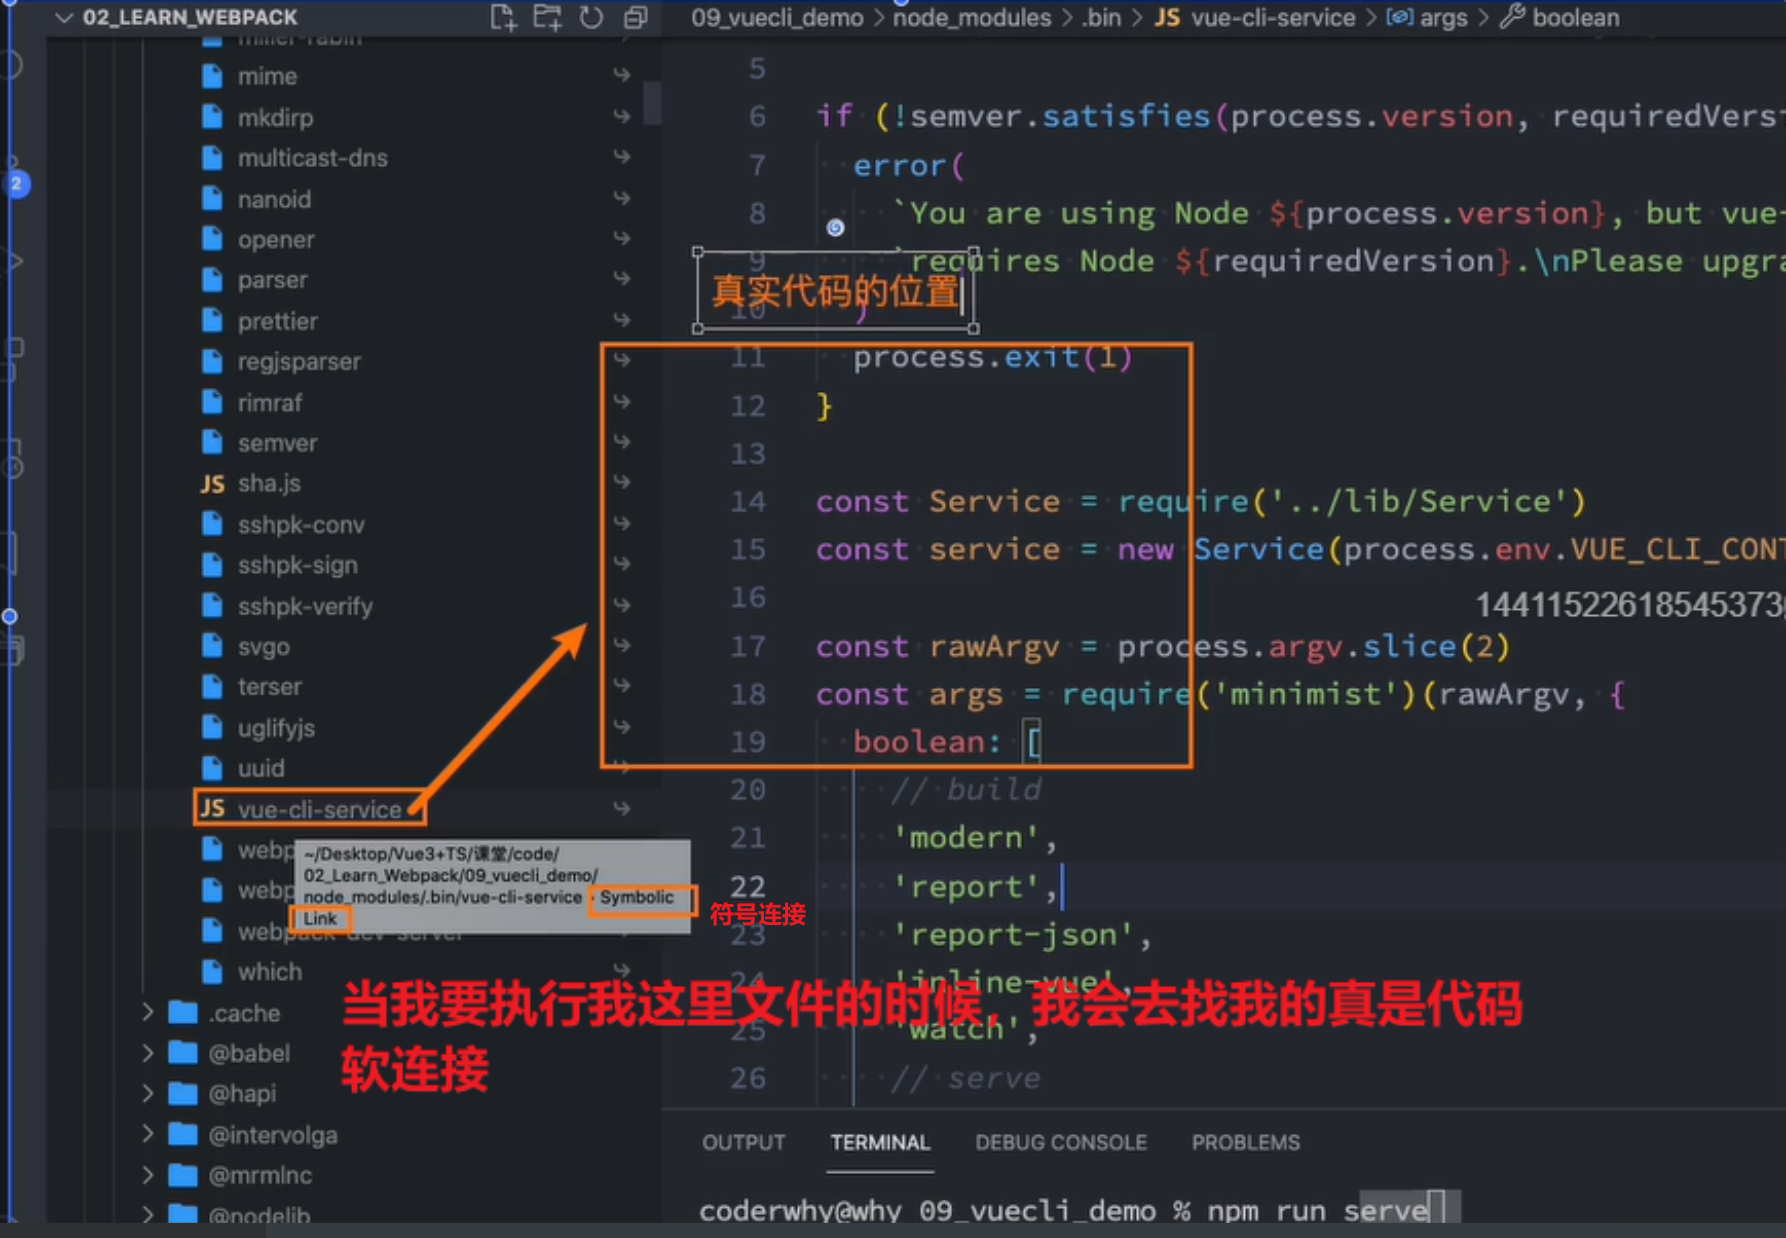 02_LEARN_WEBPACK
09_vuecli_demo > node_modules > .bin > JS vue-cli-service > args > boolean
miller-rabin
mime
mkdirp
multicast-dns
nanoid
opener
parser
prettier
regjsparser
rimraf
semver
JS sha.js
sshpk-conv
sshpk-sign
sshpk-verify
svgo
terser
uglifyjs
uuid
JS vue-cli-service
webp
webp
webpack-dev-server
which
.cache
@babel
@hapi
@intervolga
@mrmlnc
@nodelib
2
~/Desktop/Vue3+TS/课堂/code/
02_Learn_Webpack/09_vuecli_demo/
node_modules/.bin/vue-cli-service • Symbolic
Link
符号连接
真实代码的位置
5
6 if (!semver.satisfies(process.version, requiredVersi
7 error(
8 `You are using Node ${process.version}, but vue-
9 `requires Node ${requiredVersion}.\nPlease upgra
10 )
11 process.exit(1)
12 }
13
14 const Service = require('../lib/Service')
15 const service = new Service(process.env.VUE_CLI_CONT
16
14411522618545373
17 const rawArgv = process.argv.slice(2)
18 const args = require('minimist')(rawArgv, {
19 boolean: [
20 // build
21 'modern',
22 'report',
23 'report-json',
24 'inline-vue',
25 'watch',
26 // serve
当我要执行我这里文件的时候，我会去找我的真是代码
软连接
OUTPUT TERMINAL DEBUG CONSOLE PROBLEMS
coderwhy@why 09_vuecli_demo % npm run serve